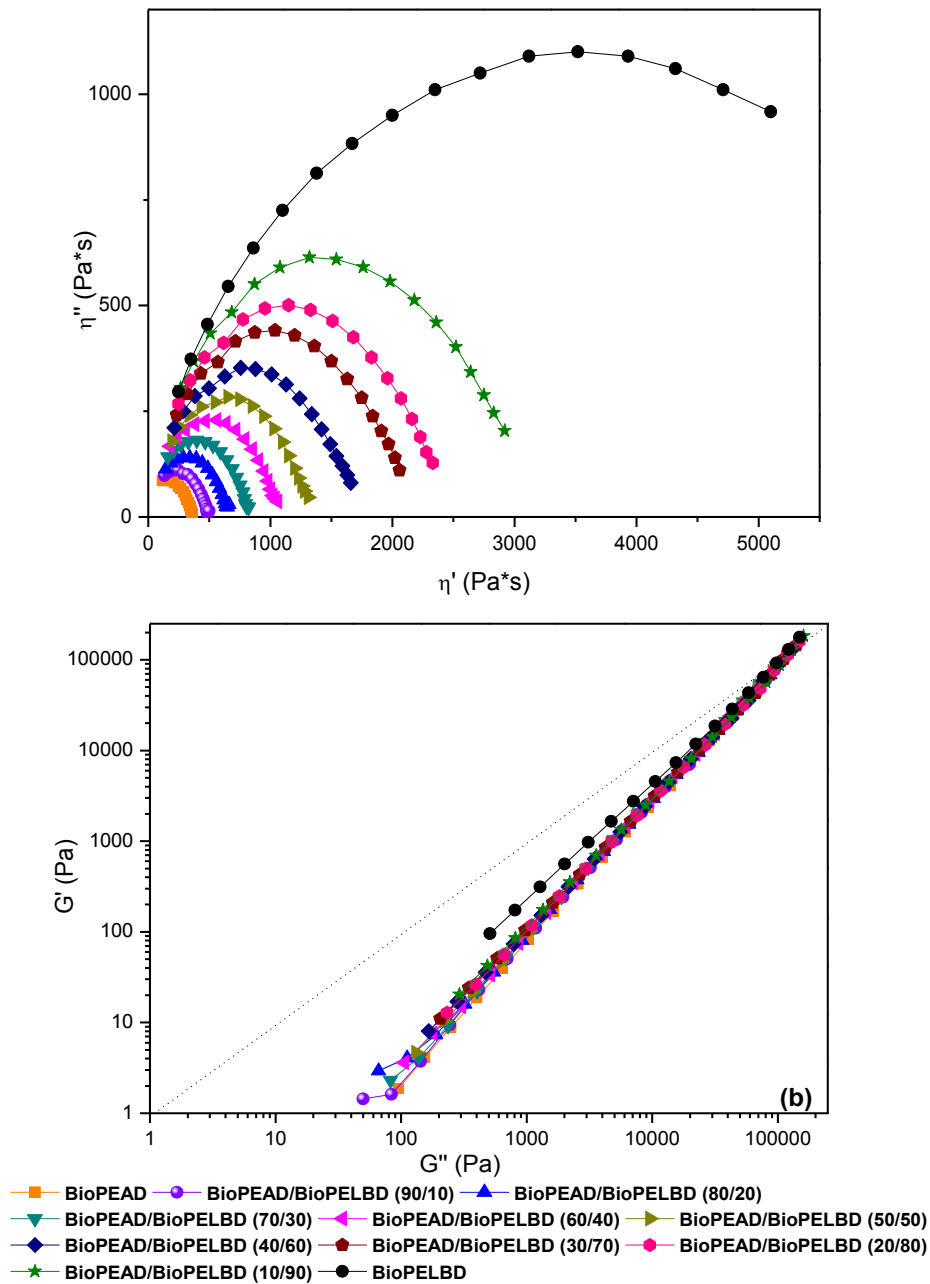 1000
η'' (Pa*s)
500
0
0 1000 2000 3000 4000 5000
η' (Pa*s)
100000
10000
1000
G' (Pa)
100
10
1
(b)
1 100 1000 10000 100000
G'' (Pa)
BioPEAD BioPEAD/BioPELBD (90/10) BioPEAD/BioPELBD (80/20)
BioPEAD/BioPELBD (70/30) BioPEAD/BioPELBD (60/40) BioPEAD/BioPELBD (50/50)
BioPEAD/BioPELBD (40/60) BioPEAD/BioPELBD (30/70) BioPEAD/BioPELBD (20/80)
BioPEAD/BioPELBD (10/90) BioPELBD